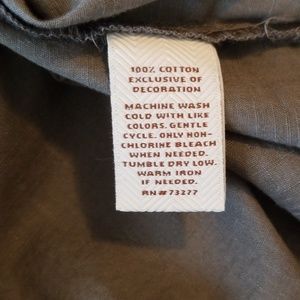 100% COTTON
EXCLUSIVE OF
DECORATION
MACHINE WASH
COLD WITH LIKE
COLORS. GENTLE
CYCLE. ONLY NON-
CHLORINE BLEACH
WHEN NEEDED.
TUMBLE DRY LOW.
WARM IRON
IF NEEDED.
RN#73277